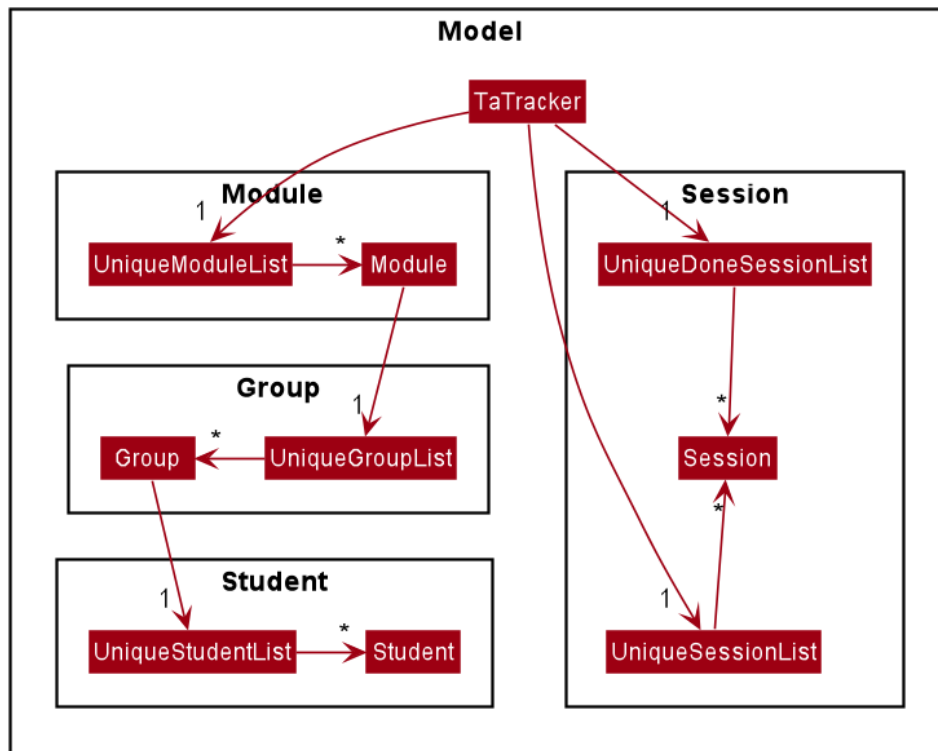 Model
TaTracker
Module
1
UniqueModuleList
*
Module
Session
1
UniqueDoneSessionList
Group
1
Group
*
UniqueGroupList
*
Session
*
Student
1
UniqueStudentList
*
Student
1
UniqueSessionList